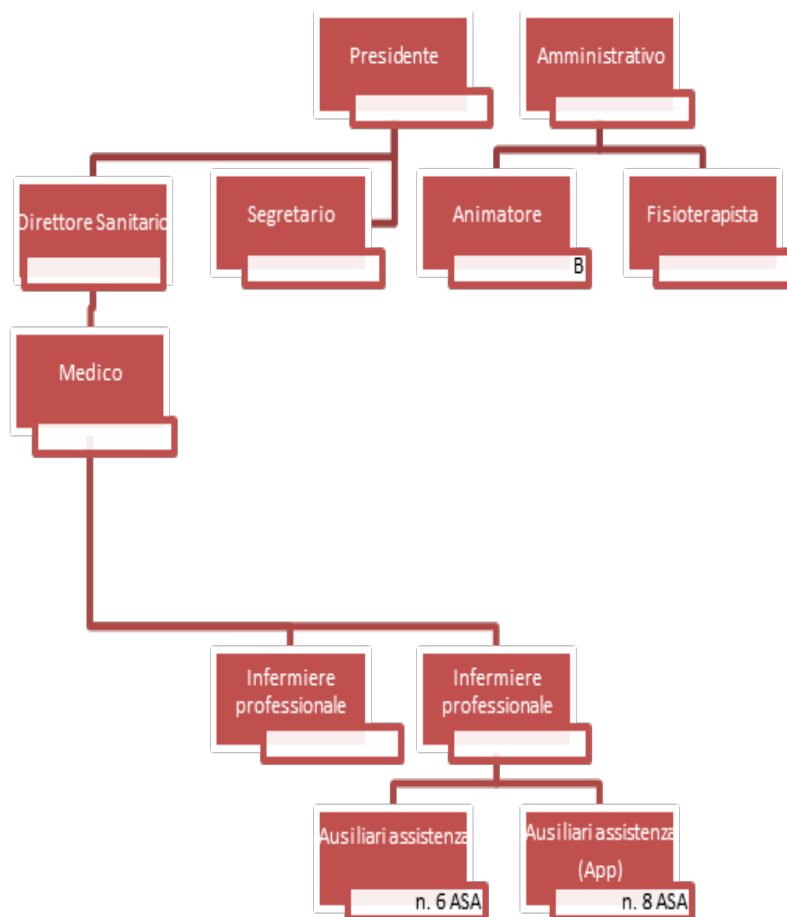 Presidente
Amministrativo
Direttore Sanitario
Segretario
Animatore
B
Fisioterapista
Medico
Infermiere
professionale
Infermiere
professionale
Ausiliari assistenza
n. 6 ASA
Ausiliari assistenza
(App)
n. 8 ASA